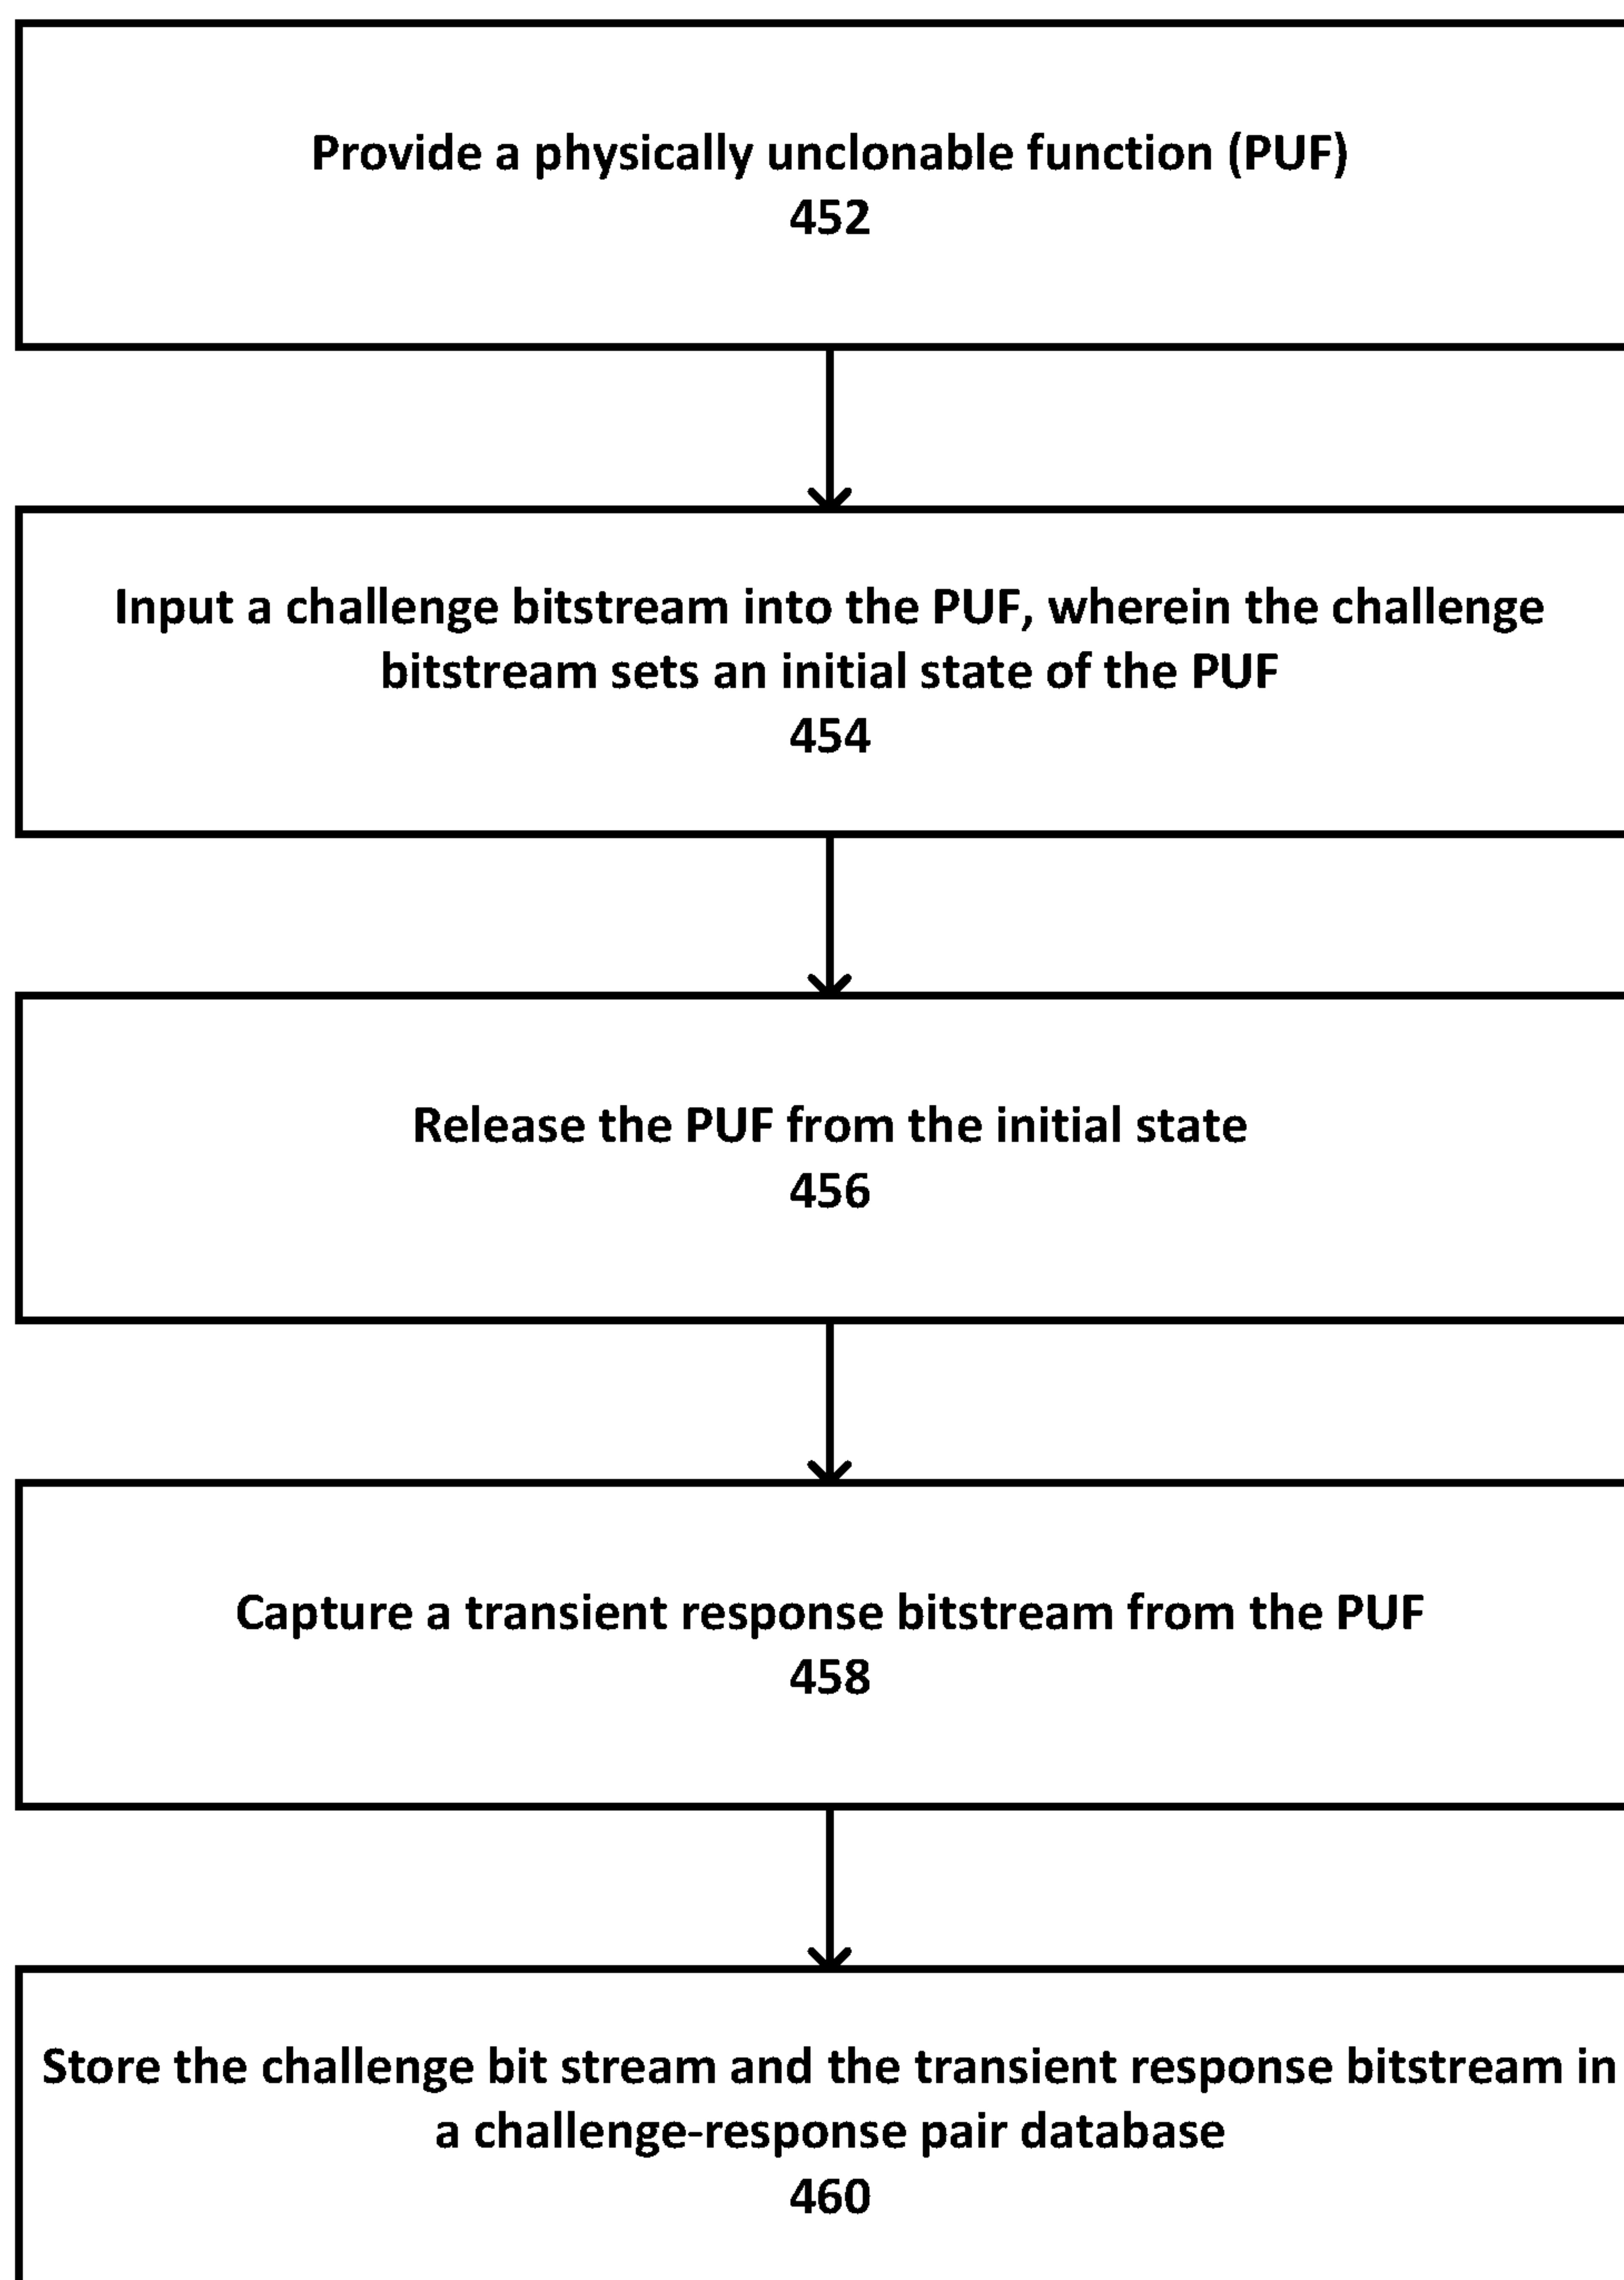 Provide a physically unclonable function (PUF)
452
Input a challenge bitstream into the PUF, wherein the challenge
bitstream sets an initial state of the PUF
454
Release the PUF from the initial state
456
Capture a transient response bitstream from the PUF
458
Store the challenge bit stream and the transient response bitstream in
a challenge-response pair database
460